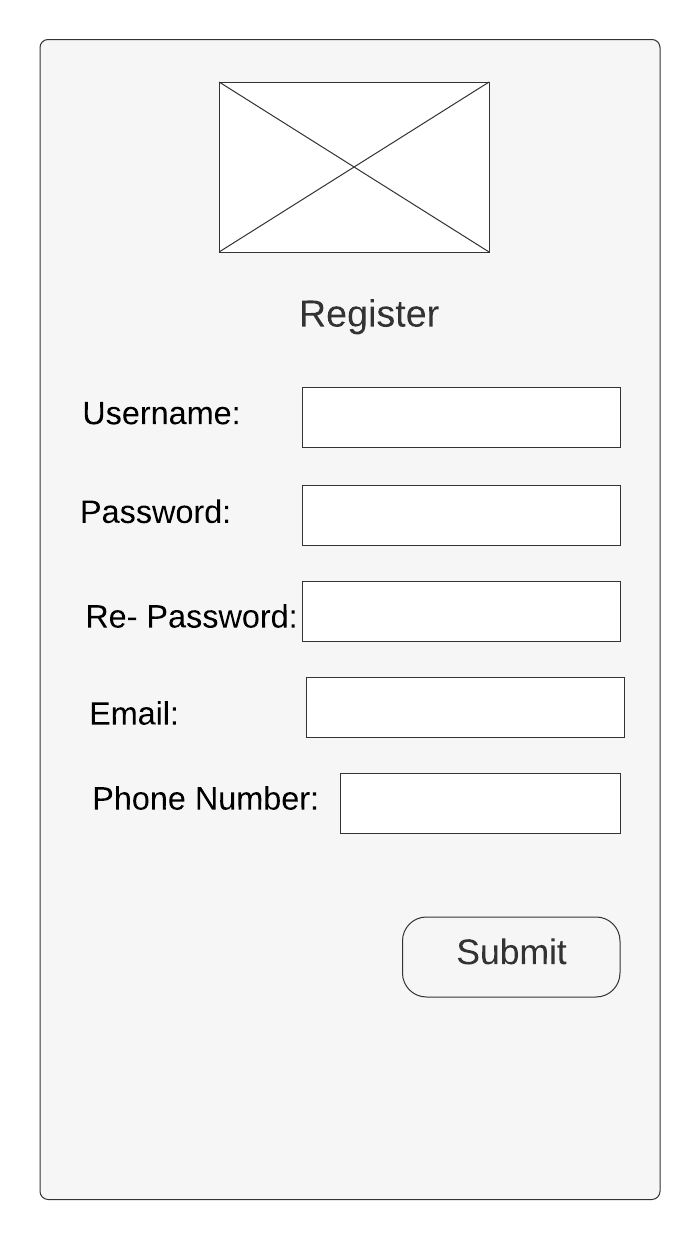 Register
Username:
Password:
Re- Password:
Email:
Phone Number:
Submit